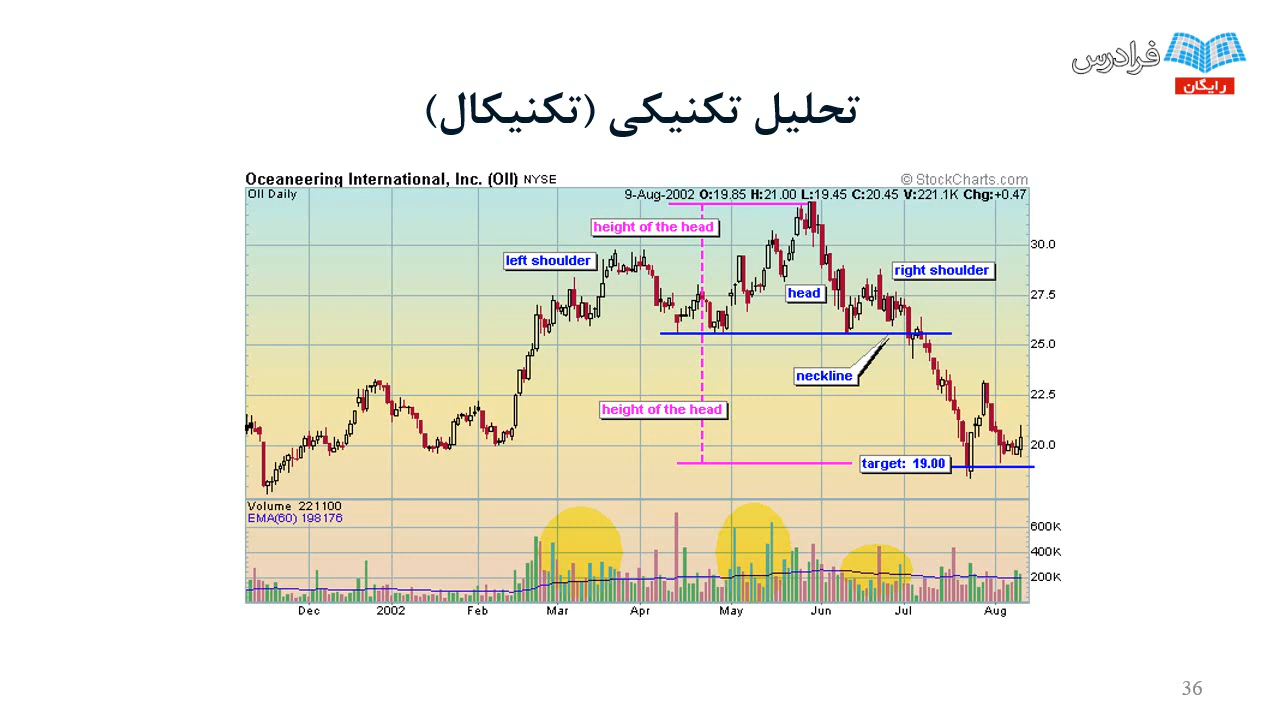 فرادرس
رایگان
تحلیل تکنیکی (تکنیکال)
Oceaneering International, Inc. (OII) NYSE
© StockCharts.com
OII Daily
9-Aug-2002 O:19.85 H:21.00 L:19.45 C:20.45 V:221.1K Chg:+0.47
height of the head
left shoulder
right shoulder
head
neckline
height of the head
target: 19.00
30.0
27.5
25.0
22.5
20.0
Volume 221100
EMA(60) 198176
600K
400K
200K
Dec 2002 Feb Mar Apr May Jun Jul Aug
36